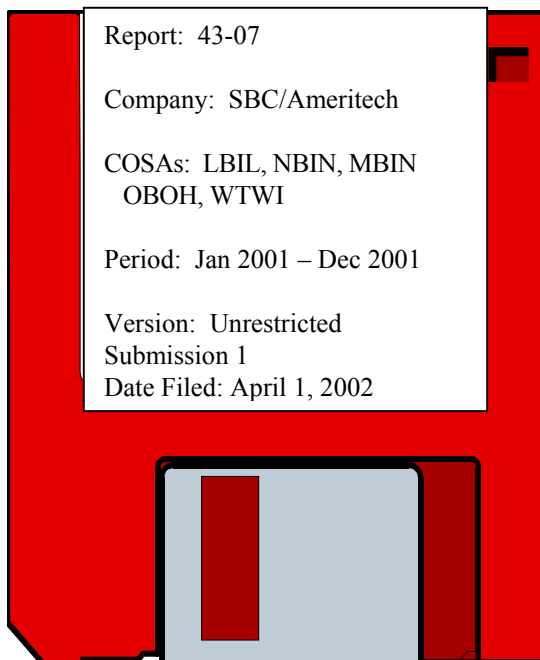 Report: 43-07
Company: SBC/Ameritech
COSAs: LBIL, NBIN, MBIN
OBOH, WTWI
Period: Jan 2001 – Dec 2001
Version: Unrestricted
Submission 1
Date Filed: April 1, 2002